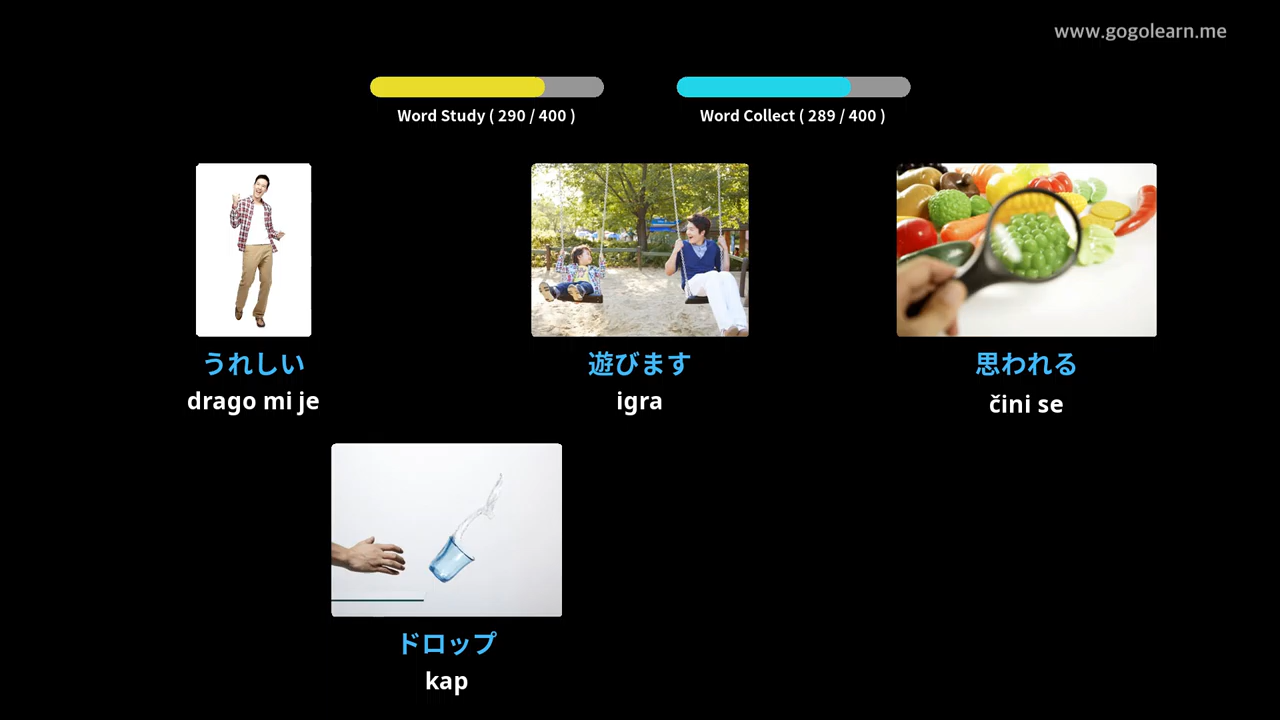 www.gogolearn.me
Word Study ( 290 / 400 )
Word Collect ( 289 / 400 )
うれしい
drago mi je
遊びます
igra
思われる
čini se
ドロップ
kap